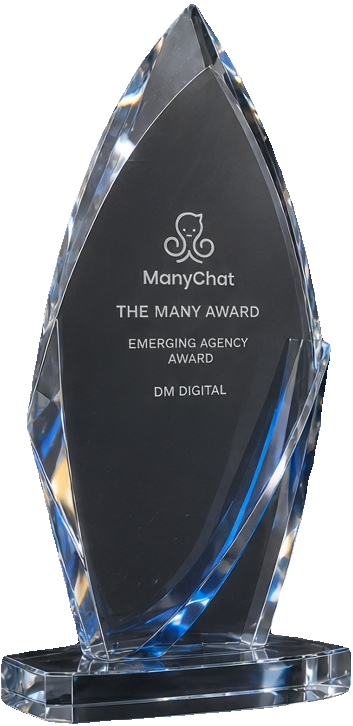 ManyChat
THE MANY AWARD
EMERGING AGENCY
AWARD
DM DIGITAL